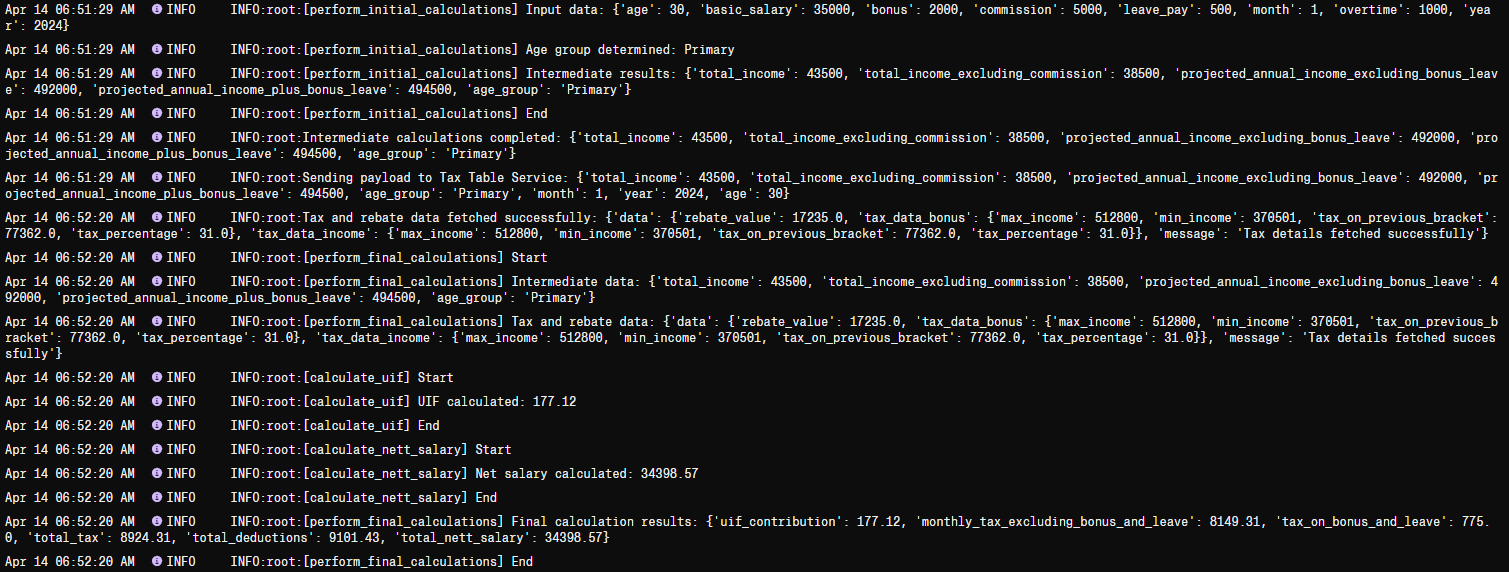 Apr 14 06:51:29 AM INFO INFO:root:[perform_initial_calculations] Input data: {'age': 30, 'basic_salary': 35000, 'bonus': 2000, 'commission': 5000, 'leave_pay': 500, 'month': 1, 'overtime': 1000, 'yea
r': 2024}
Apr 14 06:51:29 AM INFO INFO:root:[perform_initial_calculations] Age group determined: Primary
Apr 14 06:51:29 AM INFO INFO:root:[perform_initial_calculations] Intermediate results: {'total_income': 43500, 'total_income_excluding_commission': 38500, 'projected_annual_income_excluding_bonus_leav
e': 492000, 'projected_annual_income_plus_bonus_leave': 494500, 'age_group': 'Primary'}
Apr 14 06:51:29 AM INFO INFO:root:[perform_initial_calculations] End
Apr 14 06:51:29 AM INFO INFO:root:Intermediate calculations completed: {'total_income': 43500, 'total_income_excluding_commission': 38500, 'projected_annual_income_excluding_bonus_leave': 492000, 'pro
jected_annual_income_plus_bonus_leave': 494500, 'age_group': 'Primary'}
Apr 14 06:51:29 AM INFO INFO:root:Sending payload to Tax Table Service: {'total_income': 43500, 'total_income_excluding_commission': 38500, 'projected_annual_income_excluding_bonus_leave': 492000, 'pr
ojected_annual_income_plus_bonus_leave': 494500, 'age_group': 'Primary', 'month': 1, 'year': 2024, 'age': 30}
Apr 14 06:52:20 AM INFO INFO:root:Tax and rebate data fetched successfully: {'data': {'rebate_value': 17235.0, 'tax_data_bonus': {'max_income': 512800, 'min_income': 370501, 'tax_on_previous_bracket':
77362.0, 'tax_percentage': 31.0}, 'tax_data_income': {'max_income': 512800, 'min_income': 370501, 'tax_on_previous_bracket': 77362.0, 'tax_percentage': 31.0}}, 'message': 'Tax details fetched successfully'}
Apr 14 06:52:20 AM INFO INFO:root:[perform_final_calculations] Start
Apr 14 06:52:20 AM INFO INFO:root:[perform_final_calculations] Intermediate data: {'total_income': 43500, 'total_income_excluding_commission': 38500, 'projected_annual_income_excluding_bonus_leave': 4
92000, 'projected_annual_income_plus_bonus_leave': 494500, 'age_group': 'Primary'}
Apr 14 06:52:20 AM INFO INFO:root:[perform_final_calculations] Tax and rebate data: {'data': {'rebate_value': 17235.0, 'tax_data_bonus': {'max_income': 512800, 'min_income': 370501, 'tax_on_previous_b
racket': 77362.0, 'tax_percentage': 31.0}, 'tax_data_income': {'max_income': 512800, 'min_income': 370501, 'tax_on_previous_bracket': 77362.0, 'tax_percentage': 31.0}}, 'message': 'Tax details fetched succes
sfully'}
Apr 14 06:52:20 AM INFO INFO:root:[calculate_uif] Start
Apr 14 06:52:20 AM INFO INFO:root:[calculate_uif] UIF calculated: 177.12
Apr 14 06:52:20 AM INFO INFO:root:[calculate_uif] End
Apr 14 06:52:20 AM INFO INFO:root:[calculate_nett_salary] Start
Apr 14 06:52:20 AM INFO INFO:root:[calculate_nett_salary] Net salary calculated: 34398.57
Apr 14 06:52:20 AM INFO INFO:root:[calculate_nett_salary] End
Apr 14 06:52:20 AM INFO INFO:root:[perform_final_calculations] Final calculation results: {'uif_contribution': 177.12, 'monthly_tax_excluding_bonus_and_leave': 8149.31, 'tax_on_bonus_and_leave': 775.
0, 'total_tax': 8924.31, 'total_deductions': 9101.43, 'total_nett_salary': 34398.57}
Apr 14 06:52:20 AM INFO INFO:root:[perform_final_calculations] End